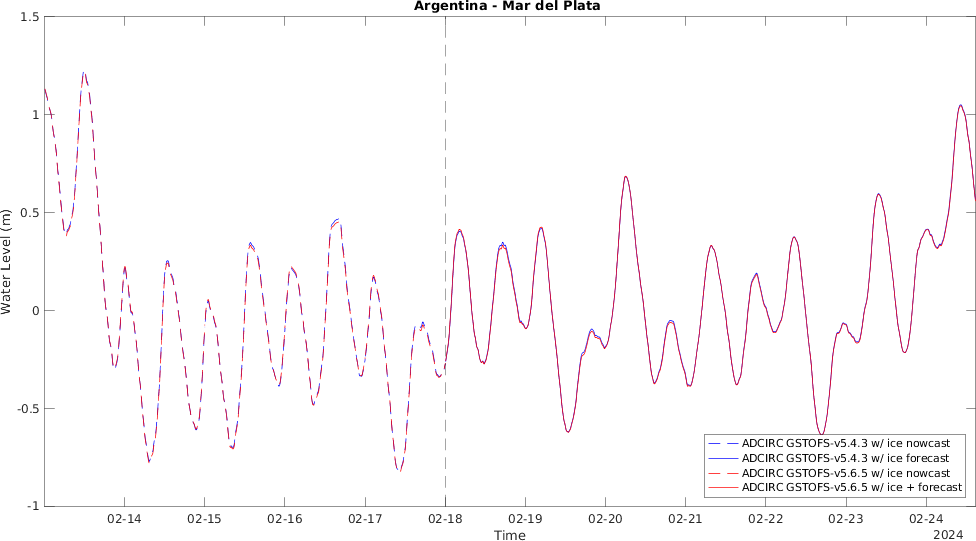 Argentina - Mar del Plata
1.5
1
0.5
0
-0.5
-1
Water Level (m)
ADCIRC GSTOFS-v5.4.3 w/ ice nowcast
ADCIRC GSTOFS-v5.4.3 w/ ice forecast
ADCIRC GSTOFS-v5.6.5 w/ ice nowcast
ADCIRC GSTOFS-v5.6.5 w/ ice + forecast
02-14 02-15 02-16 02-17 02-18 02-19 02-20 02-21 02-22 02-23 02-24
Time
2024